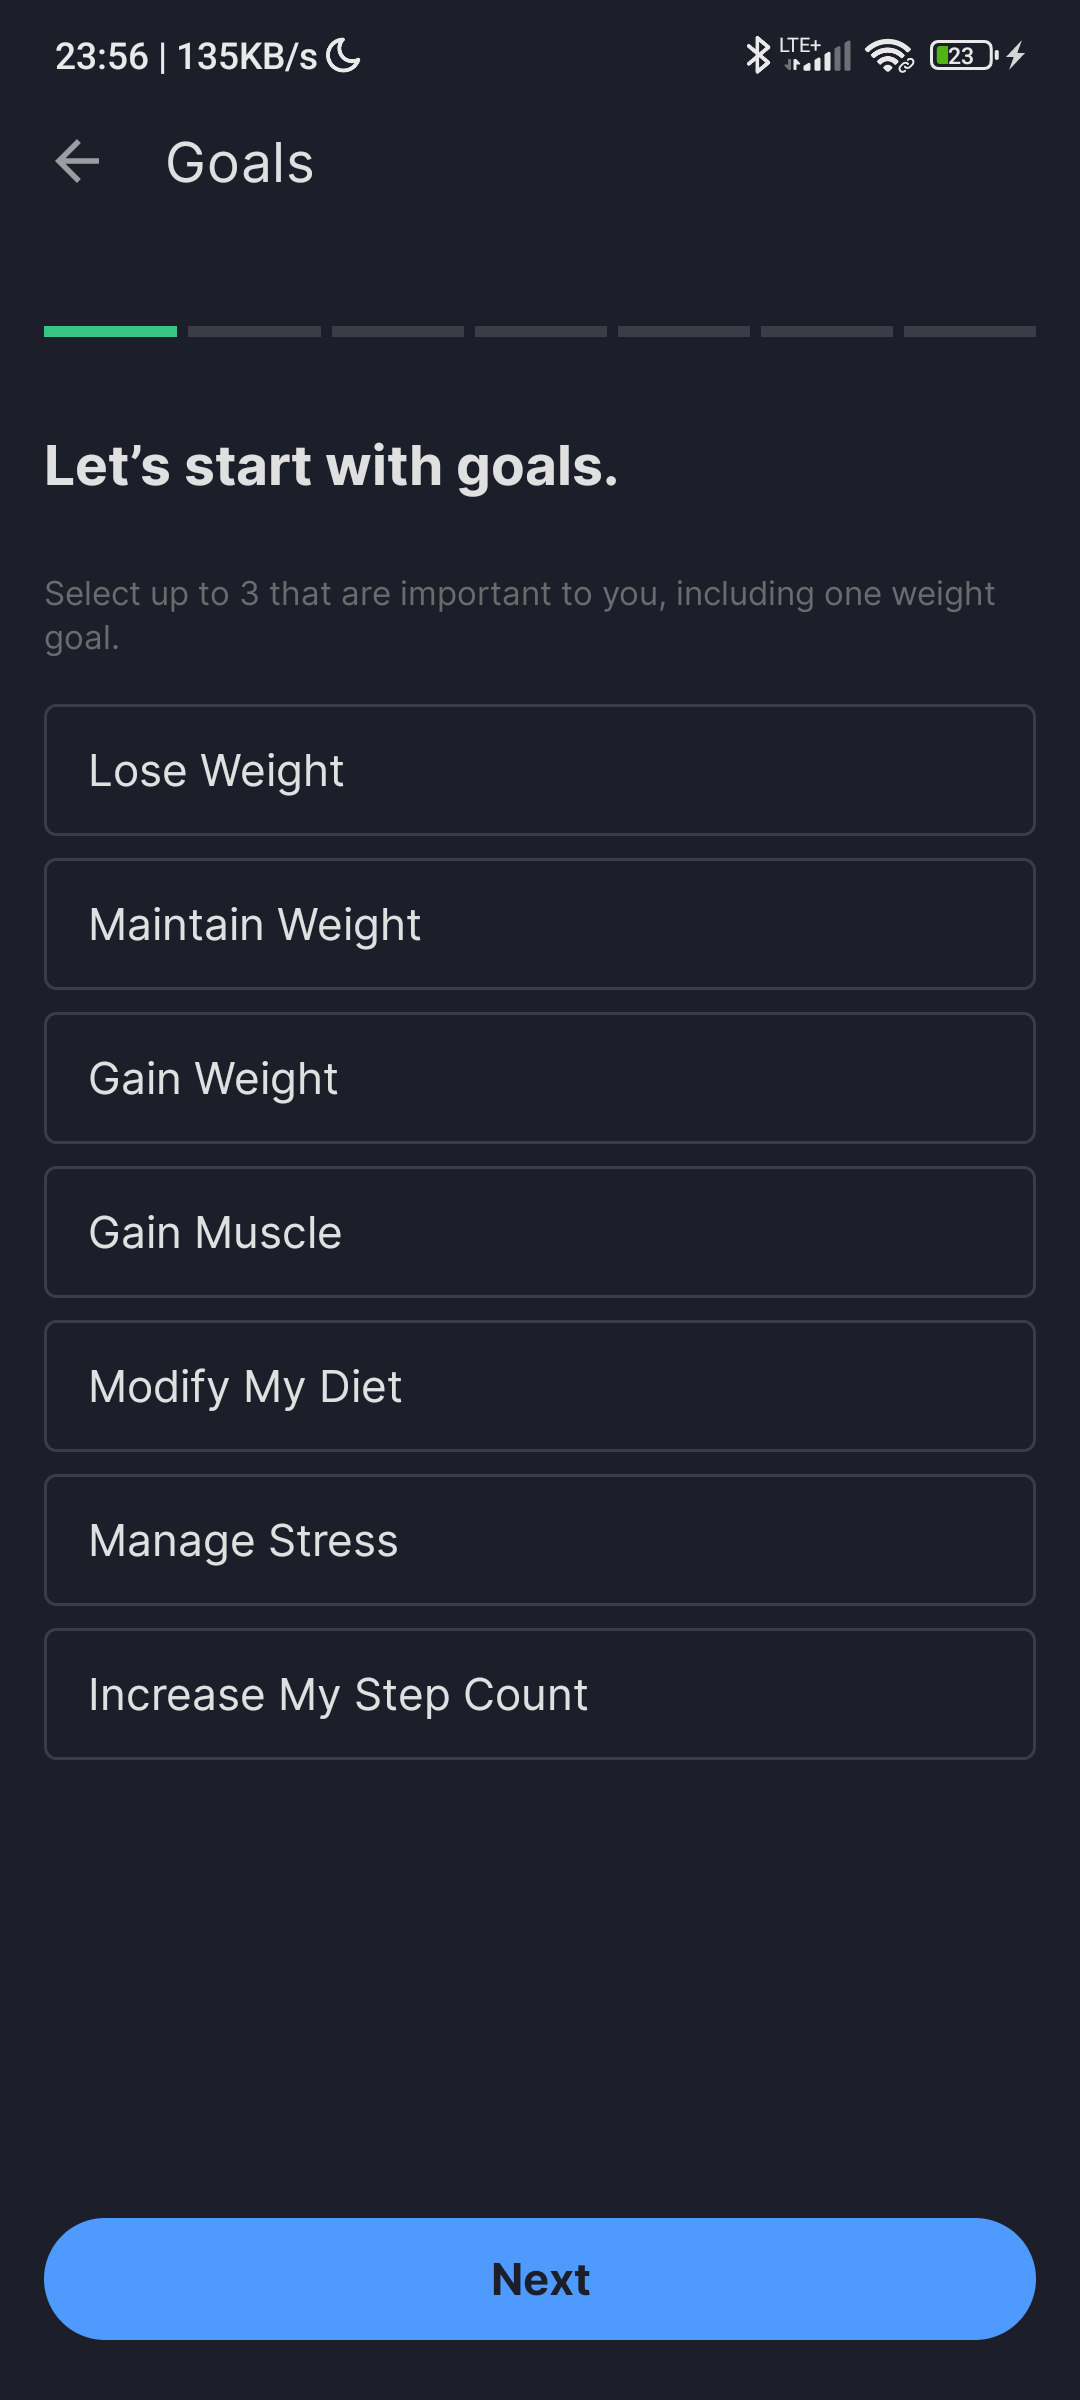 23:56 | 135KB/s LTE+ 23
Goals
Let’s start with goals.
Select up to 3 that are important to you, including one weight
goal.
Lose Weight
Maintain Weight
Gain Weight
Gain Muscle
Modify My Diet
Manage Stress
Increase My Step Count
Next